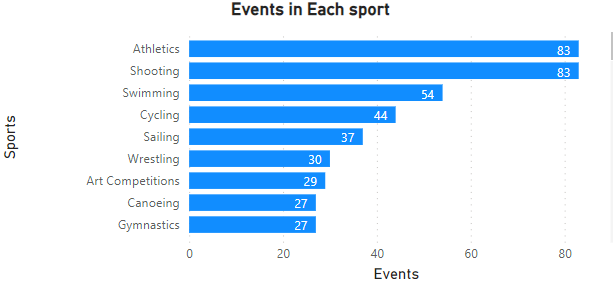 Events in Each sport
Sports
Athletics 83
Shooting 83
Swimming 54
Cycling 44
Sailing 37
Wrestling 30
Art Competitions 29
Canoeing 27
Gymnastics 27
0 20 40 60 80
Events